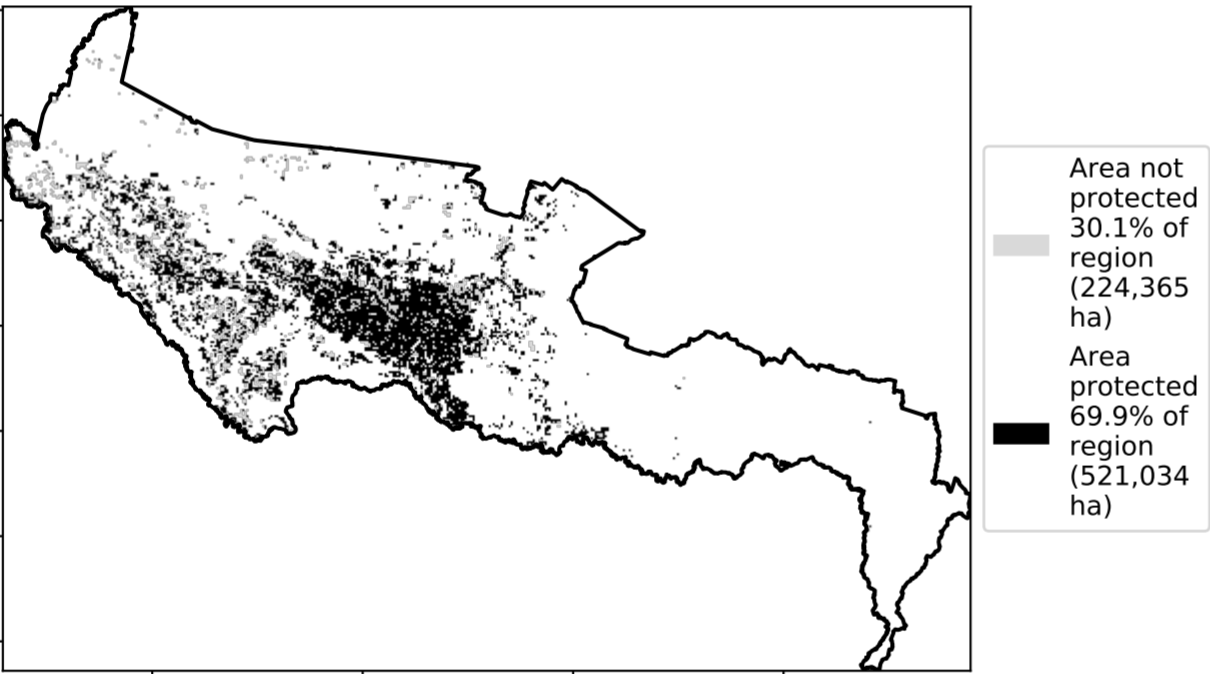 Area not
protected
30.1% of
region
(224,365
ha)
Area
protected
69.9% of
region
(521,034
ha)